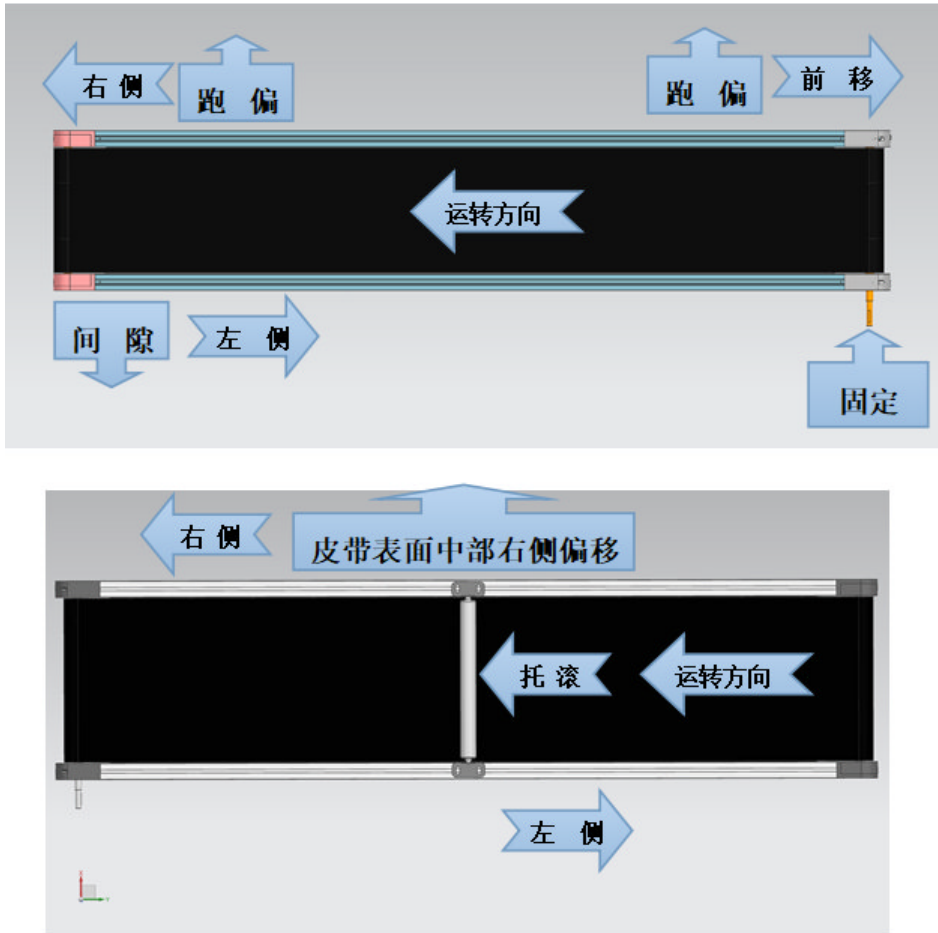 右侧
跑 偏
跑 偏
前 移
运转方向
间 隙
左 侧
固定
右侧
皮带表面中部右侧偏移
托滚
运转方向
左 侧